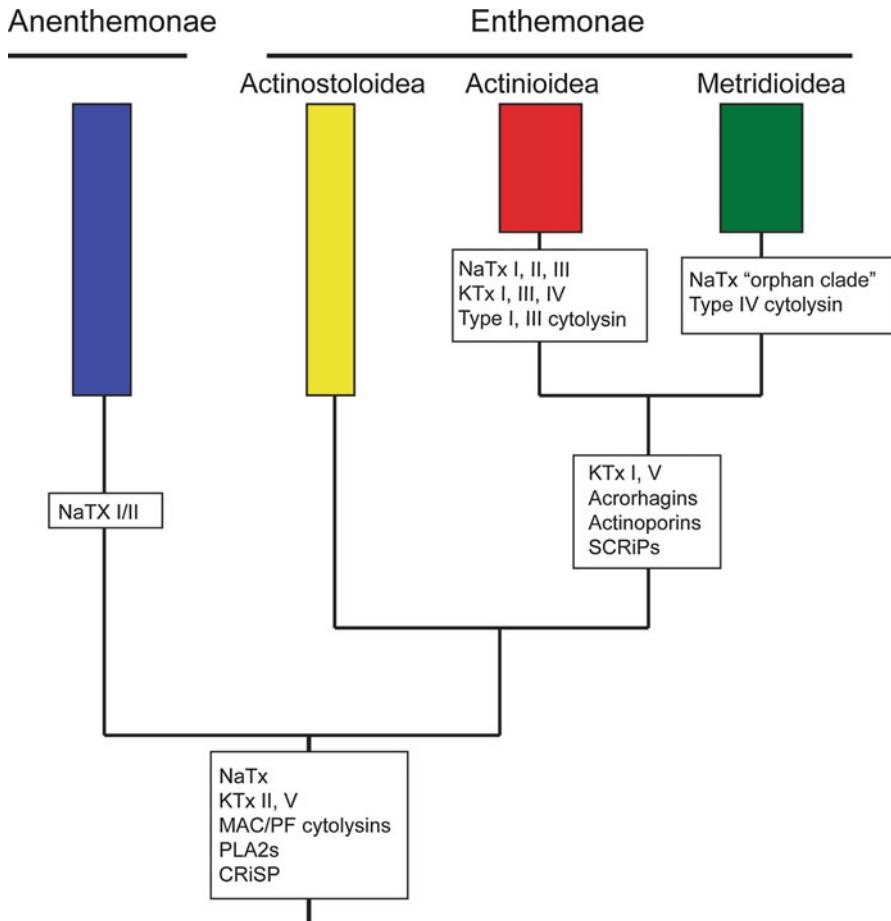 Anenthemonae
Enthemonae
Actinostoloidea
Actinioidea
Metridioidea
NaTx I, II, III
KTx I, III, IV
Type I, III cytolysin
NaTx “orphan clade”
Type IV cytolysin
KTx I, V
Acrorhagins
Actinoporins
SCRiPs
NaTX I/II
NaTx
KTx II, V
MAC/PF cytolysins
PLA2s
CRiSP